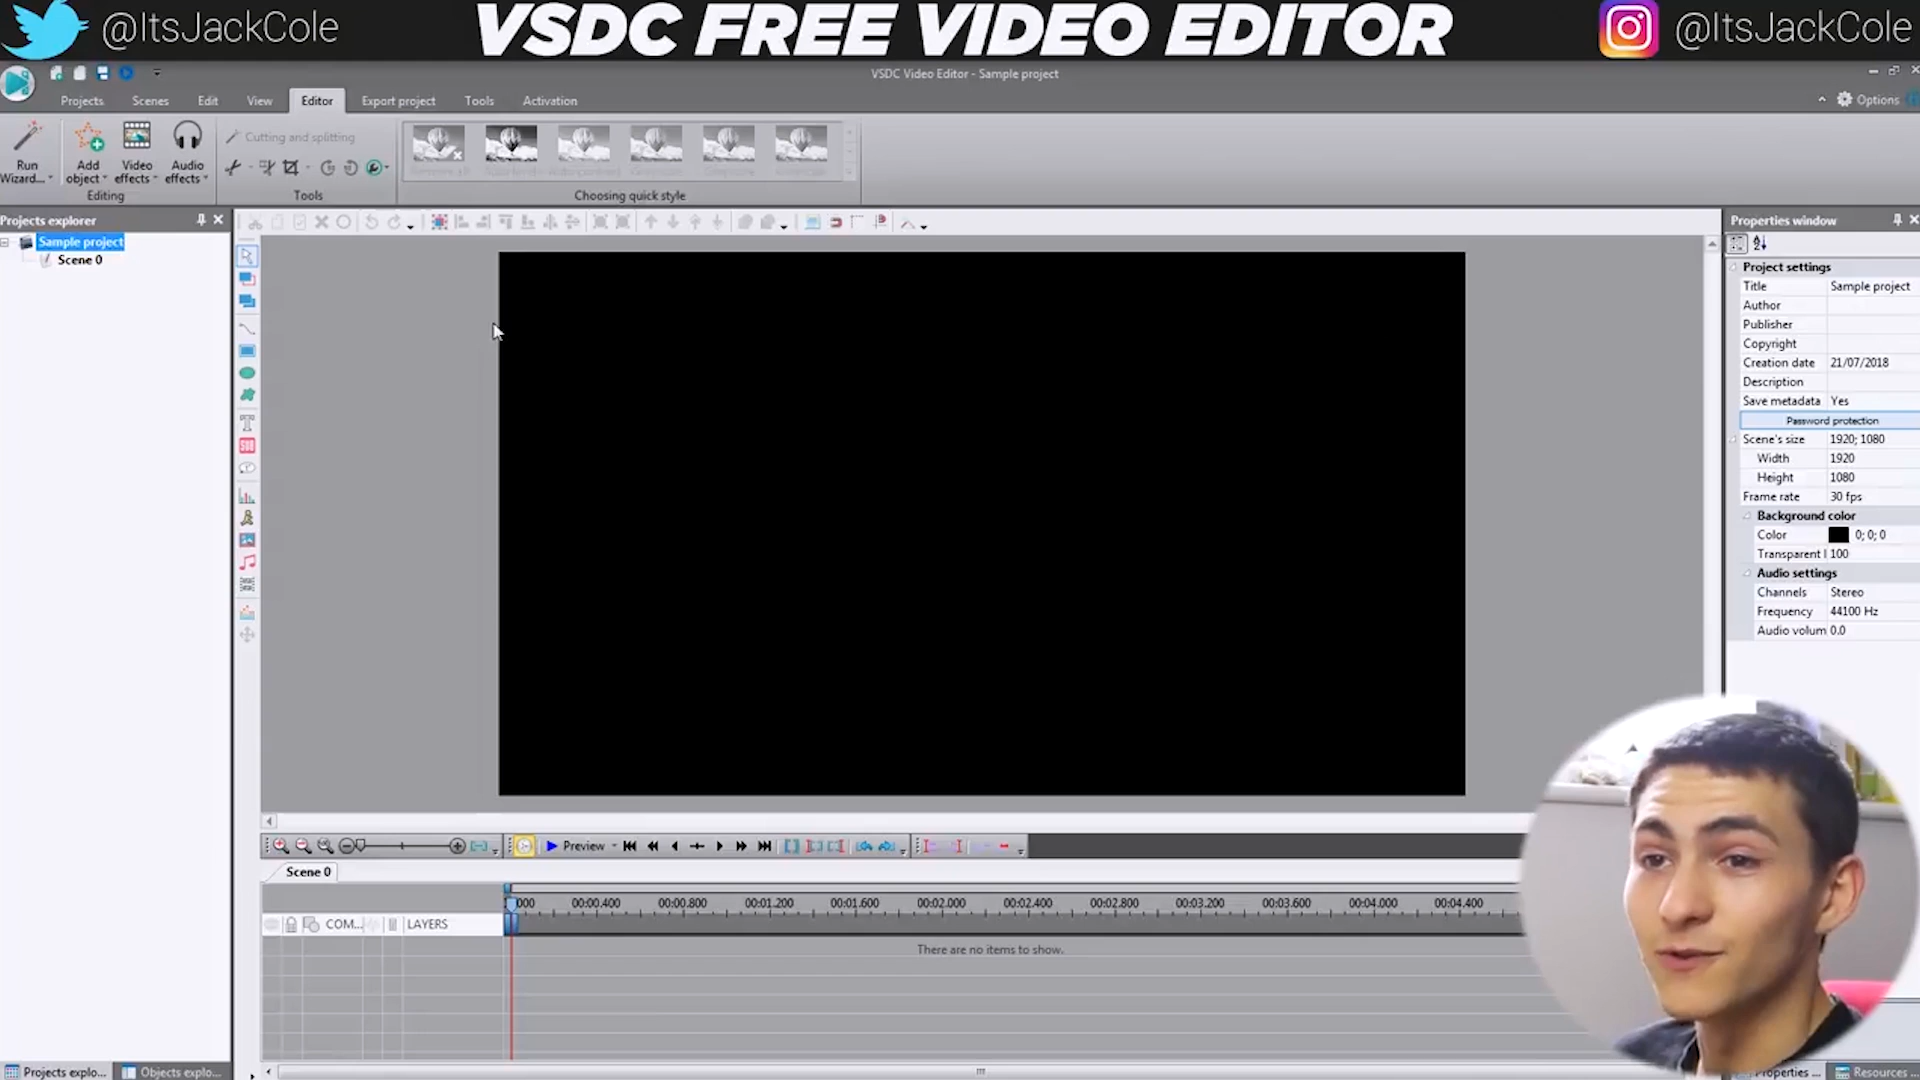 @ItsJackCole
VSDC FREE VIDEO EDITOR
@ItsJackCole
VSDC Video Editor - Sample project
Projects
Scenes
Edit
View
Editor
Export project
Tools
Activation
Options
Run
Wizard...
Add
object
Video
effects
Audio
effects
Editing
Cutting and splitting
Tools
Choosing quick style
Projects explorer
Sample project
Scene 0
Properties window
Project settings
Title Sample project
Author
Publisher
Copyright
Creation date 21/07/2018
Description
Save metadata Yes
Password protection
Scene's size 1920; 1080
Width 1920
Height 1080
Frame rate 30 fps
Background color
Color 0; 0; 0
Transparent l 100
Audio settings
Channels Stereo
Frequency 44100 Hz
Audio volum 0.0
SUB
Preview
Scene 0
000 00:00.400 00:00.800 00:01.200 00:01.600 00:02.000 00:02.400 00:02.800 00:03.200 00:03.600 00:04.000 00:04.400
COM... LAYERS
There are no items to show.
Projects explo...
Objects explo...
Properties ...
Resources ...